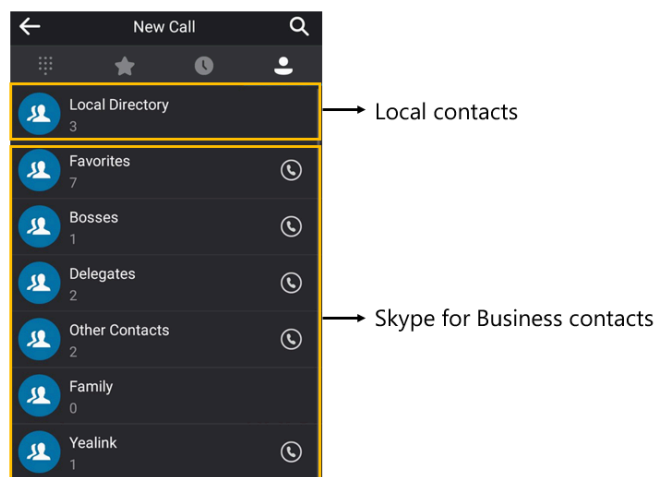 New Call
Local Directory
3
Local contacts
Favorites
7
Bosses
1
Delegates
2
Other Contacts
2
Skype for Business contacts
Family
0
Yealink
1